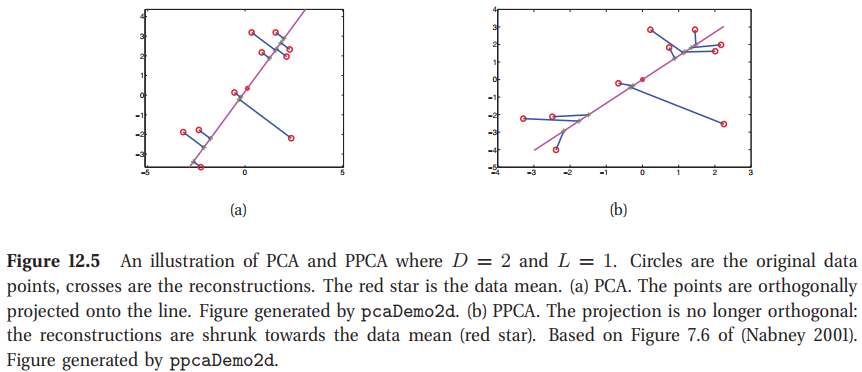 4
3
2
1
0
−1
−2
−3
−5 0 5
(a)
4
3
2
1
0
−1
−2
−3
−4
−5
−4 −3 −2 −1 0 1 2 3
(b)
Figure 12.5 An illustration of PCA and PPCA where D = 2 and L = 1. Circles are the original data
points, crosses are the reconstructions. The red star is the data mean. (a) PCA. The points are orthogonally
projected onto the line. Figure generated by pcaDemo2d. (b) PPCA. The projection is no longer orthogonal:
the reconstructions are shrunk towards the data mean (red star). Based on Figure 7.6 of (Nabney 2001).
Figure generated by ppcaDemo2d.